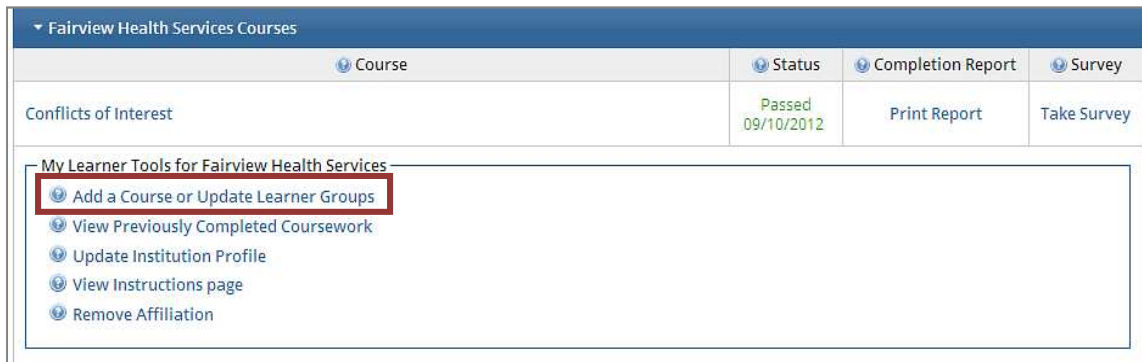 Fairview Health Services Courses
Course Status Completion Report Survey
Conflicts of Interest Passed 09/10/2012 Print Report Take Survey
My Learner Tools for Fairview Health Services
Add a Course or Update Learner Groups
View Previously Completed Coursework
Update Institution Profile
View Instructions page
Remove Affiliation